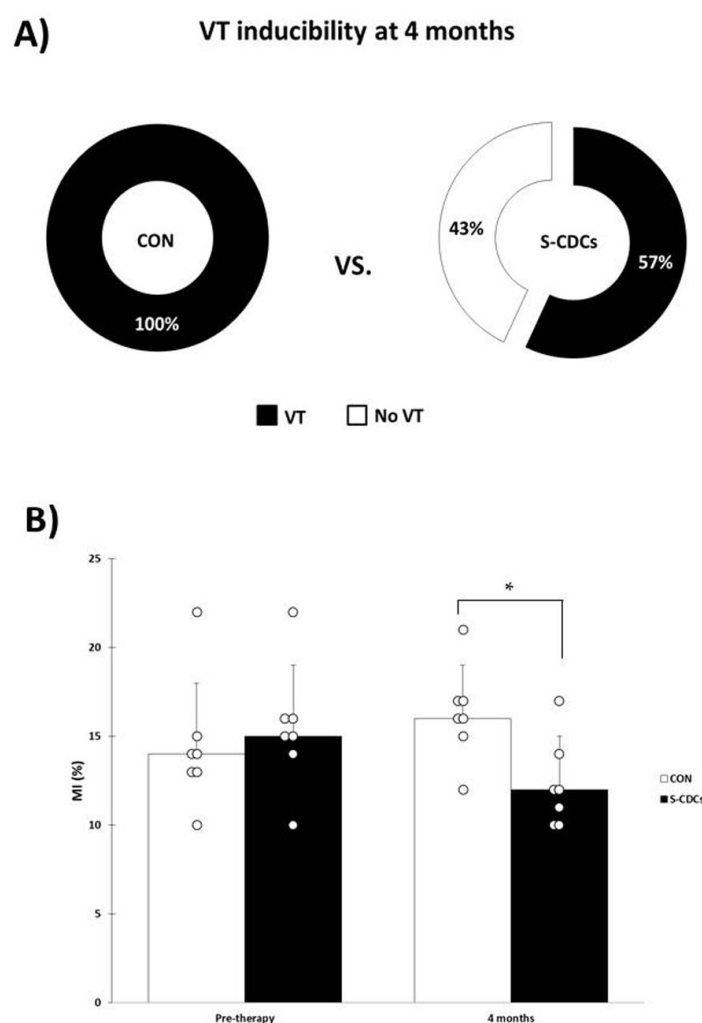 A)
VT inducibility at 4 months
CON
100%
VS.
43%
S-CDCs
57%
VT
No VT
B)
25
20
15
10
5
0
MI (%)
*
CON
S-CDCs
Pre-therapy
4 months